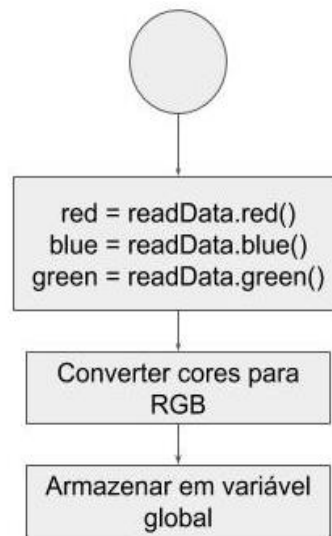 red = readData.red()
blue = readData.blue()
green = readData.green()
Converter cores para
RGB
Armazenar em variável
global